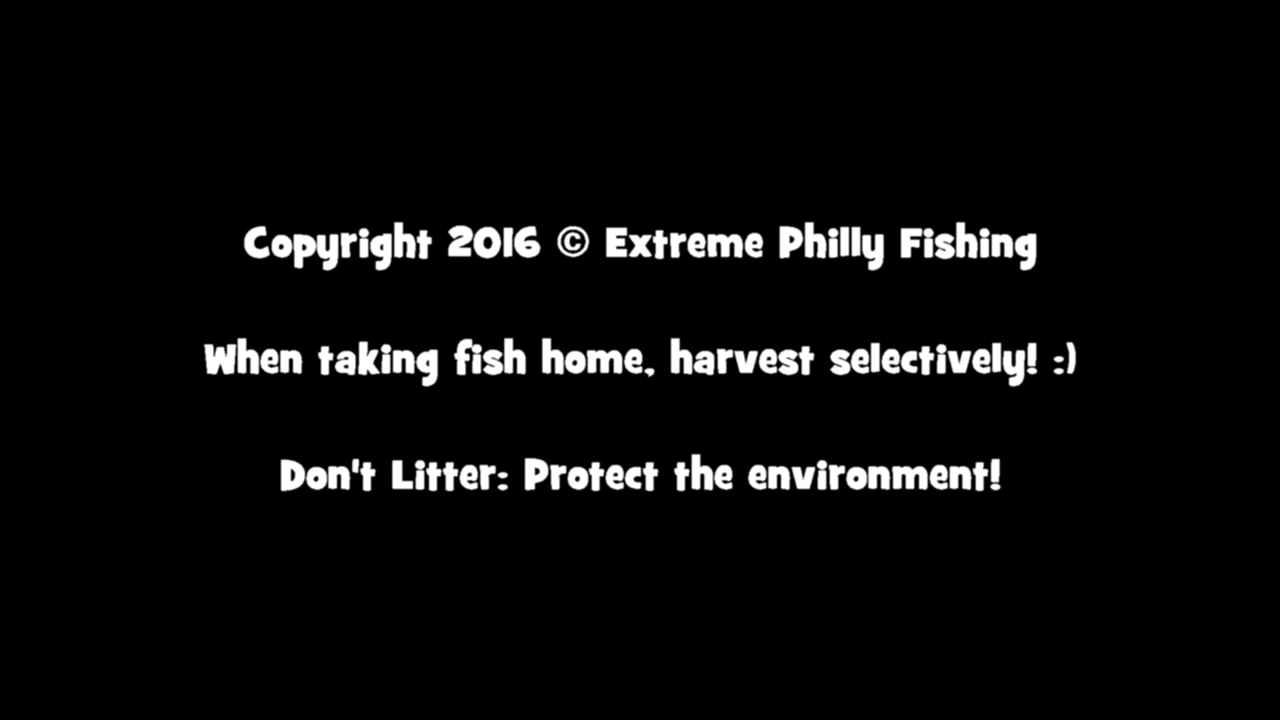 Copyright 2016 © Extreme Philly Fishing
When taking fish home, harvest selectively! :)
Don't Litter: Protect the environment!